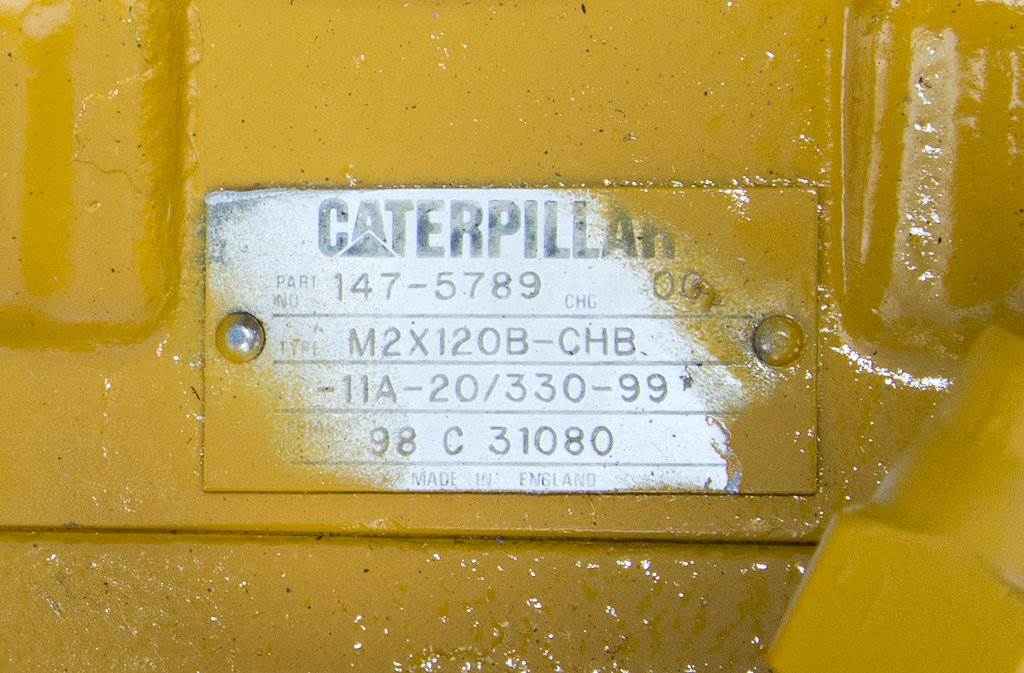 CATERPILLAR
PART NO 147-5789 CHG 00
TYPE M2X120B-CHB
-11A-20/330-99
SERIAL 98 C 31080
MADE IN ENGLAND